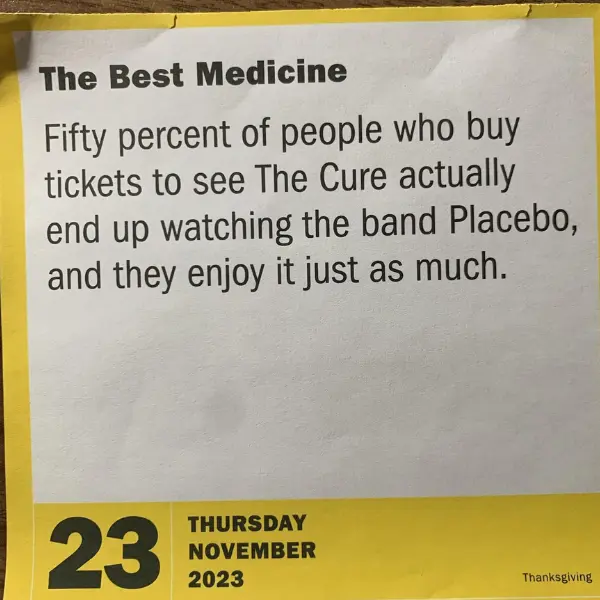 The Best Medicine
Fifty percent of people who buy
tickets to see The Cure actually
end up watching the band Placebo,
and they enjoy it just as much.
23
THURSDAY
NOVEMBER
2023
Thanksgiving